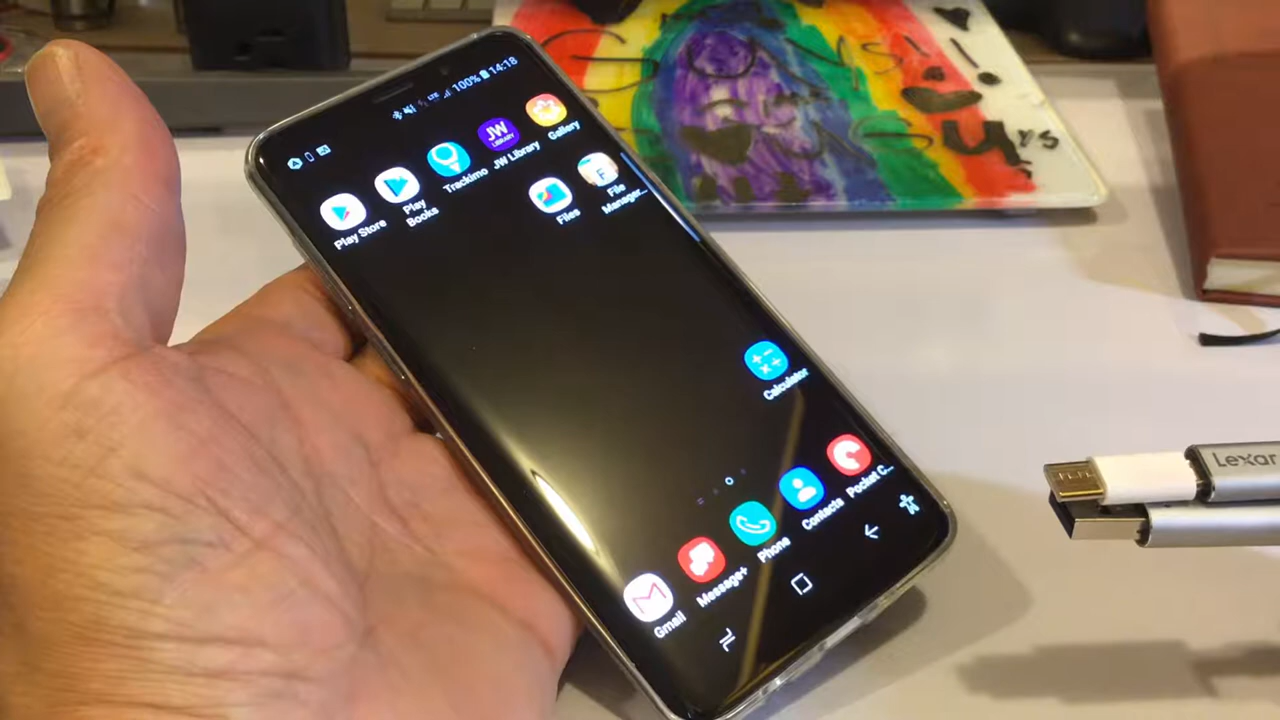 100% 14:18
Play Store
Play
Books
Trackimo
JW
LIBRARY
JW Library
Gallery
Files
File
Manager...
Calculator
Gmail
Message+
Phone
Contacts
Pocket C...
Lexar